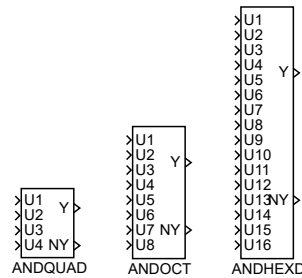 U1
U2
U3
U4
Y
NY
ANDQUAD
U1
U2
U3
U4
U5
U6
U7
U8
Y
NY
ANDOCT
U1
U2
U3
U4
U5
U6
U7
U8
U9
U10
U11
U12
U13
U14
U15
U16
Y
NY
ANDHEXD